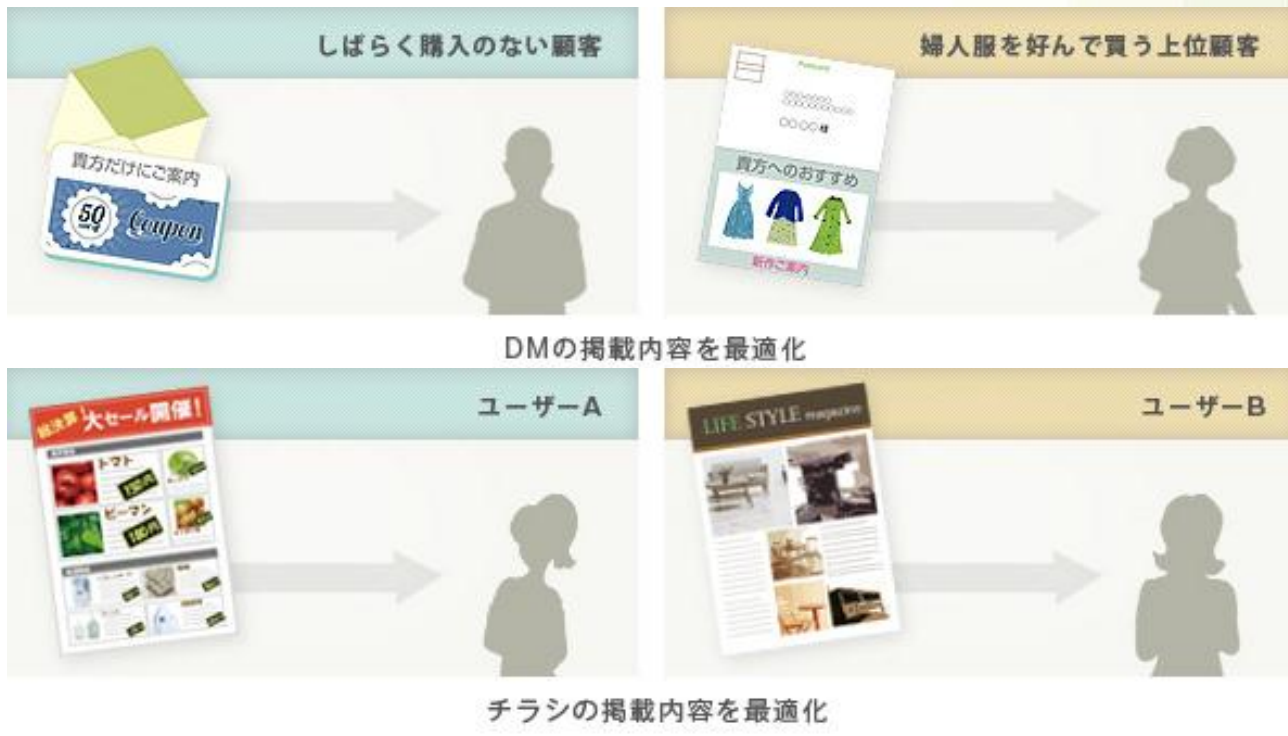 しばらく購入のない顧客
貴方だけにご案内
50
Coupon
婦人服を好んで買う上位顧客
Postcard
〇〇〇〇様
貴方へのおすすめ
新作ご案内
DMの掲載内容を最適化
ユーザーA
総決算!大セール開催!
トマト
ピーマン
ユーザーB
LIFE STYLE magazine
チラシの掲載内容を最適化